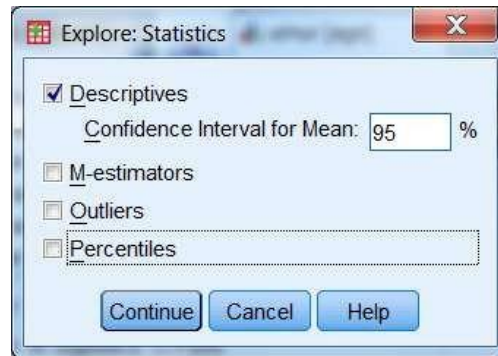 Explore: Statistics
Descriptives
Confidence Interval for Mean: 95 %
M-estimators
Outliers
Percentiles
Continue Cancel Help